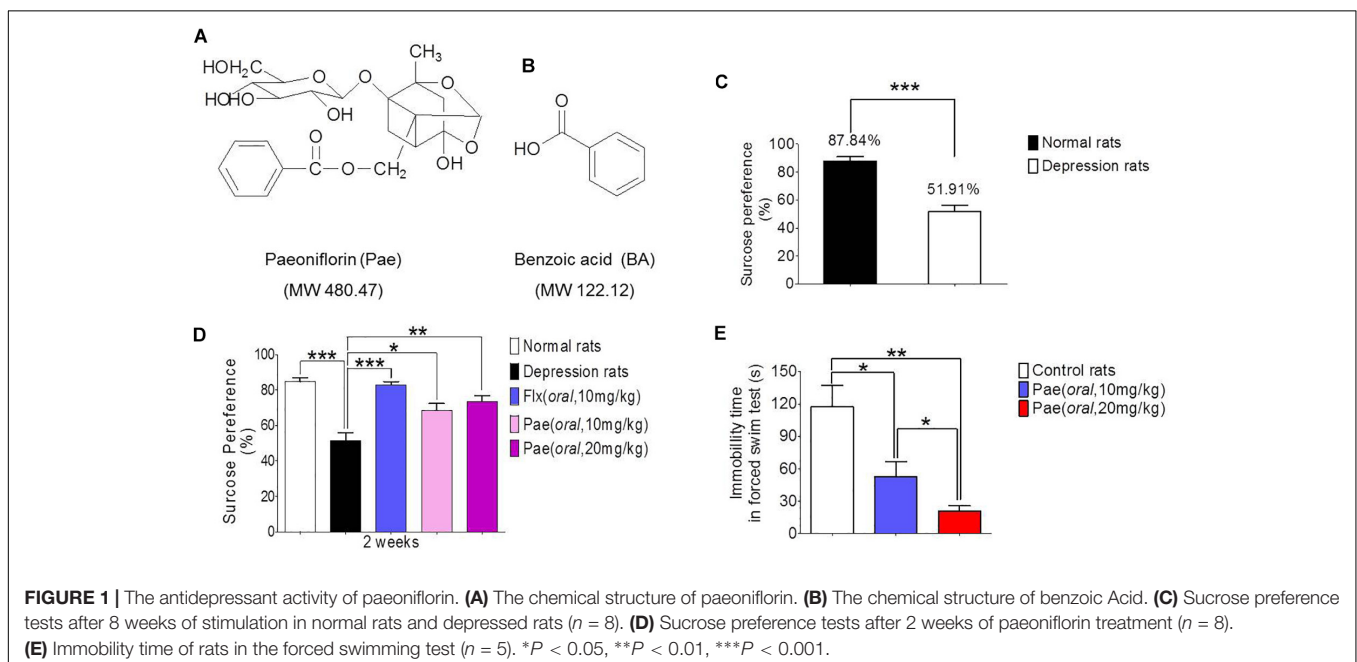 A
HOH₂C
O
O
CH₃
O
HO
HO
OH
O
OH
O
C
O
CH₂
Paeoniflorin (Pae)
(MW 480.47)
B
O
HO
Benzoic acid (BA)
(MW 122.12)
C
***
87.84%
51.91%
Surcose pereference
(%)
100
80
60
40
20
0
Normal rats
Depression rats
D
**
*
***
***
Surcose Pereference
(%)
100
80
60
40
20
0
2 weeks
Normal rats
Depression rats
Flx(oral,10mg/kg)
Pae(oral,10mg/kg)
Pae(oral,20mg/kg)
E
**
*
*
Immobillity time
in forced swim test (s)
150
120
90
60
30
0
Control rats
Pae(oral,10mg/kg)
Pae(oral,20mg/kg)
FIGURE 1 | The antidepressant activity of paeoniflorin. (A) The chemical structure of paeoniflorin. (B) The chemical structure of benzoic Acid. (C) Sucrose preference
tests after 8 weeks of stimulation in normal rats and depressed rats (n = 8). (D) Sucrose preference tests after 2 weeks of paeoniflorin treatment (n = 8).
(E) Immobility time of rats in the forced swimming test (n = 5). *P < 0.05, **P < 0.01, ***P < 0.001.